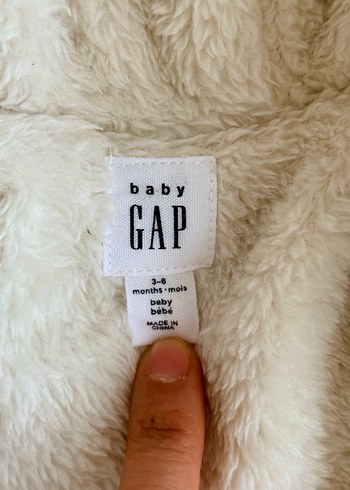 baby
GAP
3-6
months • mois
baby
bébé
MADE IN
CHINA